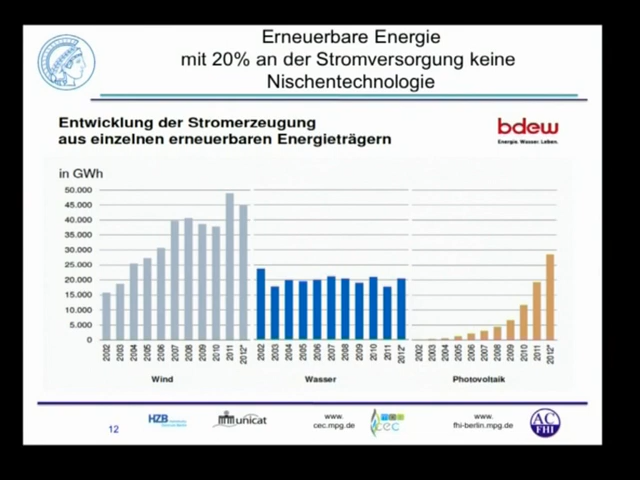 Erneuerbare Energie
mit 20% an der Stromversorgung keine
Nischentechnologie
Entwicklung der Stromerzeugung
aus einzelnen erneuerbaren Energieträgern
bdew
Energie. Wasser. Leben.
in GWh
50.000
45.000
40.000
35.000
30.000
25.000
20.000
15.000
10.000
5.000
0
2002 2003 2004 2005 2006 2007 2008 2009 2010 2011 2012*
2002 2003 2004 2005 2006 2007 2008 2009 2010 2011 2012*
2002 2003 2004 2005 2006 2007 2008 2009 2010 2011 2012*
Wind Wasser Photovoltaik
12
HZB
unicat
www.
cec.mpg.de
cec
www.
fhi-berlin.mpg.de
AC
FHI